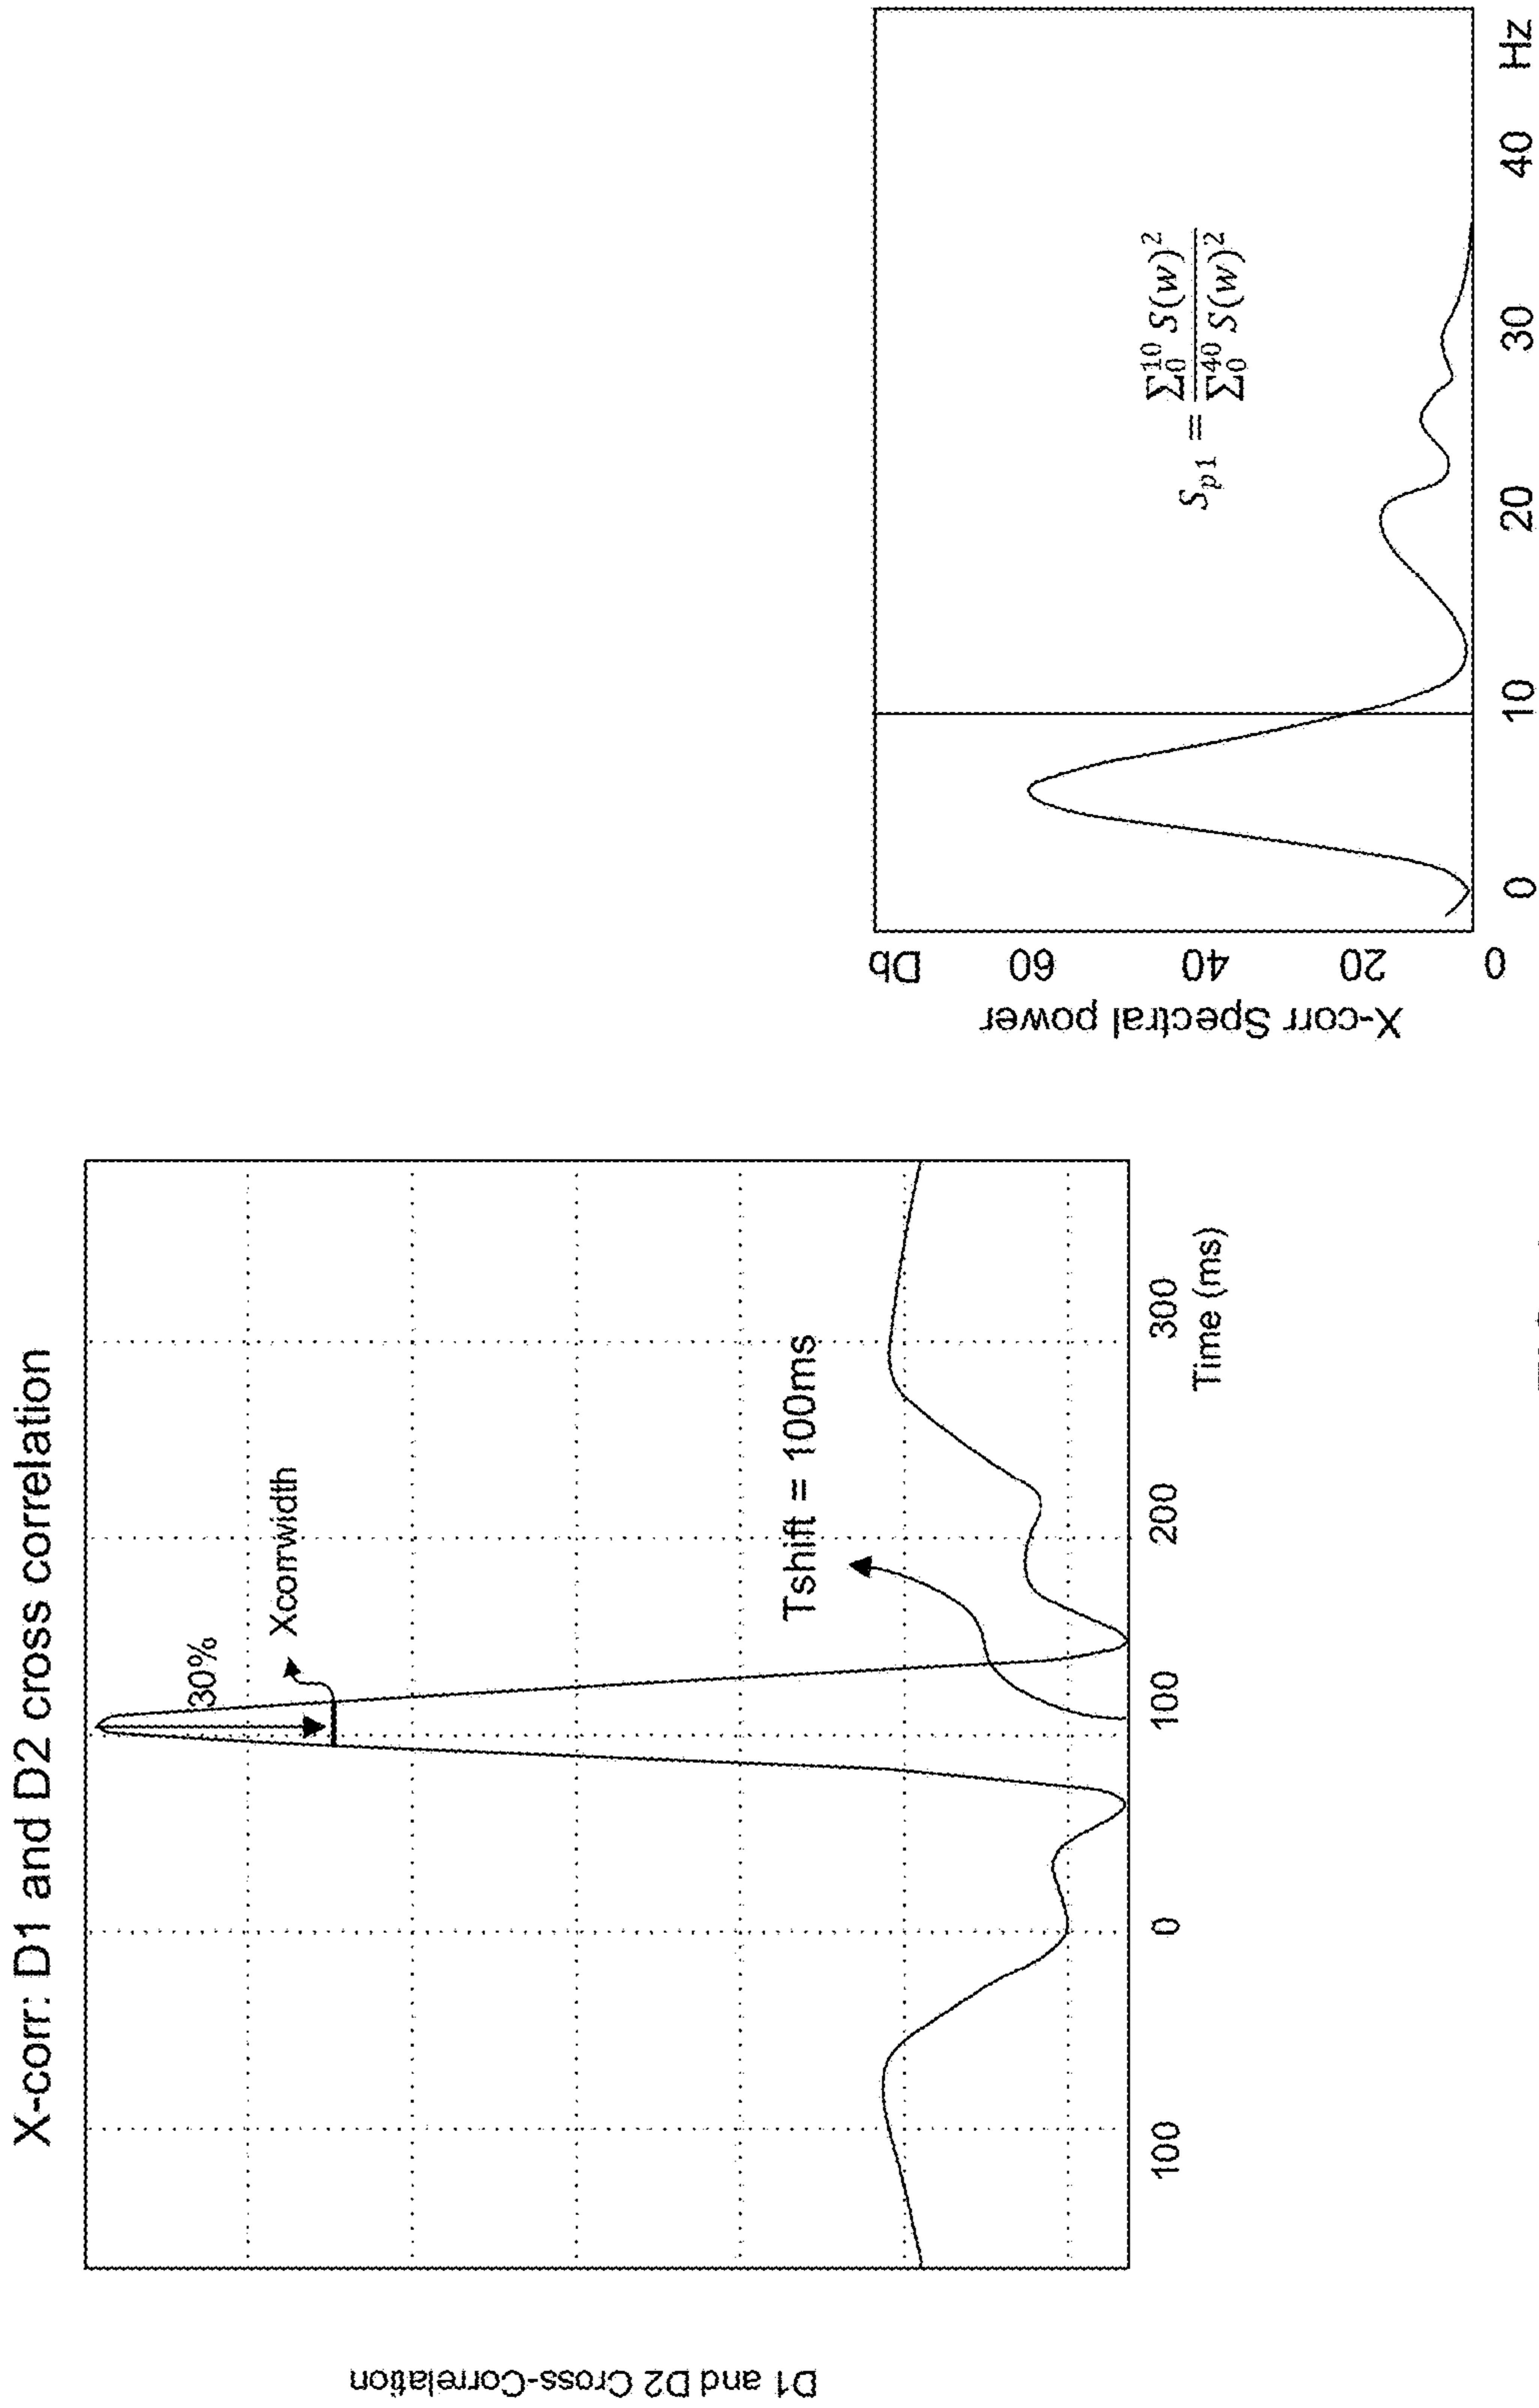 X-corr: D1 and D2 cross correlation
D1 and D2 Cross-Correlation
30%
Xcorrwidth
Tshift = 100ms
100 0 100 200 300
Time (ms)
X-corr Spectral power
Db
60
40
20
0
S_{p1} = \frac{\sum_0^{10} S(w)^2}{\sum_0^{40} S(w)^2}
0 10 20 30 40 Hz